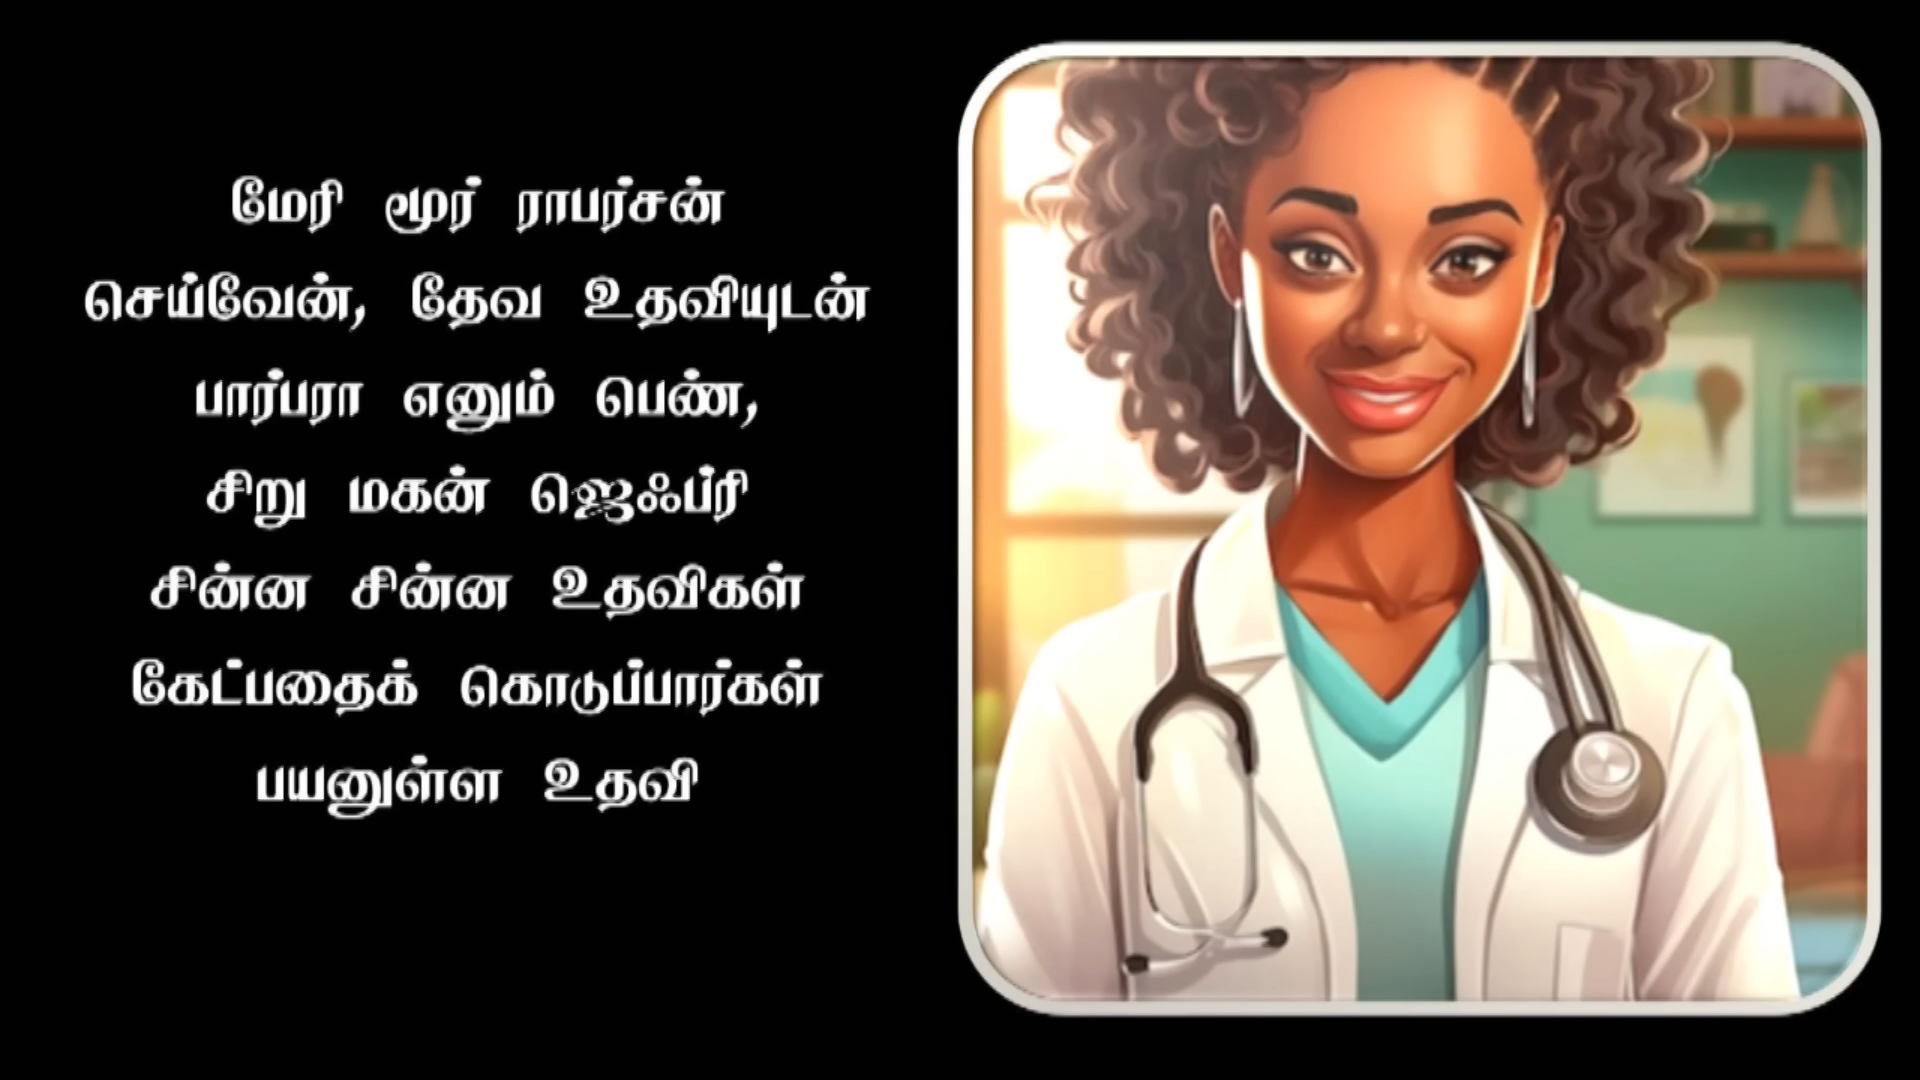 மேரி மூர் ராபர்சன்
செய்வேன், தேவ உதவியுடன்
பார்பரா எனும் பெண்,
சிறு மகன் ஜெஃப்ரி
சின்ன சின்ன உதவிகள்
கேட்பதைக் கொடுப்பார்கள்
பயனுள்ள உதவி